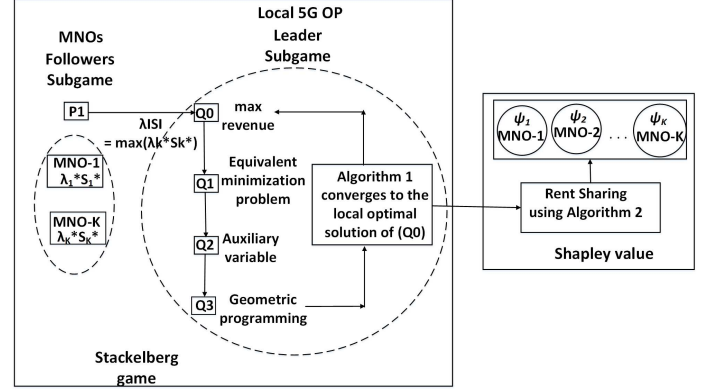 Local 5G OP
Leader
Subgame
MNOs
Followers
Subgame
P1
λISI
= max(λk*Sk*)
MNO-1
λ1*S1*
MNO-K
λK*SK*
Q0
max
revenue
Q1
Equivalent
minimization
problem
Q2
Auxiliary
variable
Q3
Geometric
programming
Algorithm 1
converges to the
local optimal
solution of (Q0)
Stackelberg
game
ψ1
MNO-1
ψ2
MNO-2
. . .
ψK
MNO-K
Rent Sharing
using Algorithm 2
Shapley value